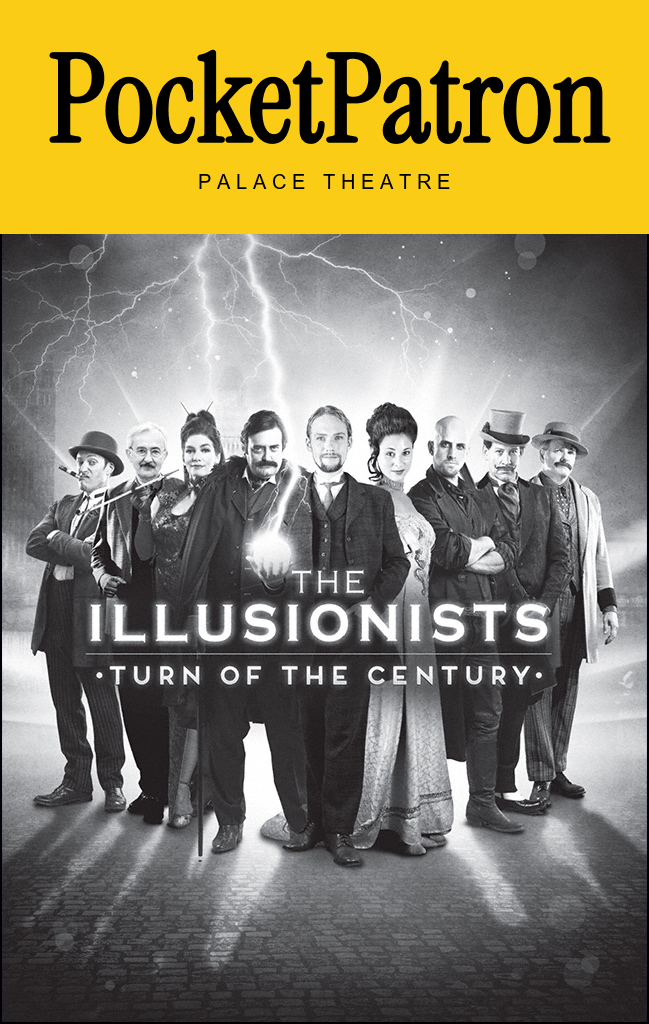 PocketPatron
PALACE THEATRE
THE
ILLUSIONISTS
•TURN OF THE CENTURY•